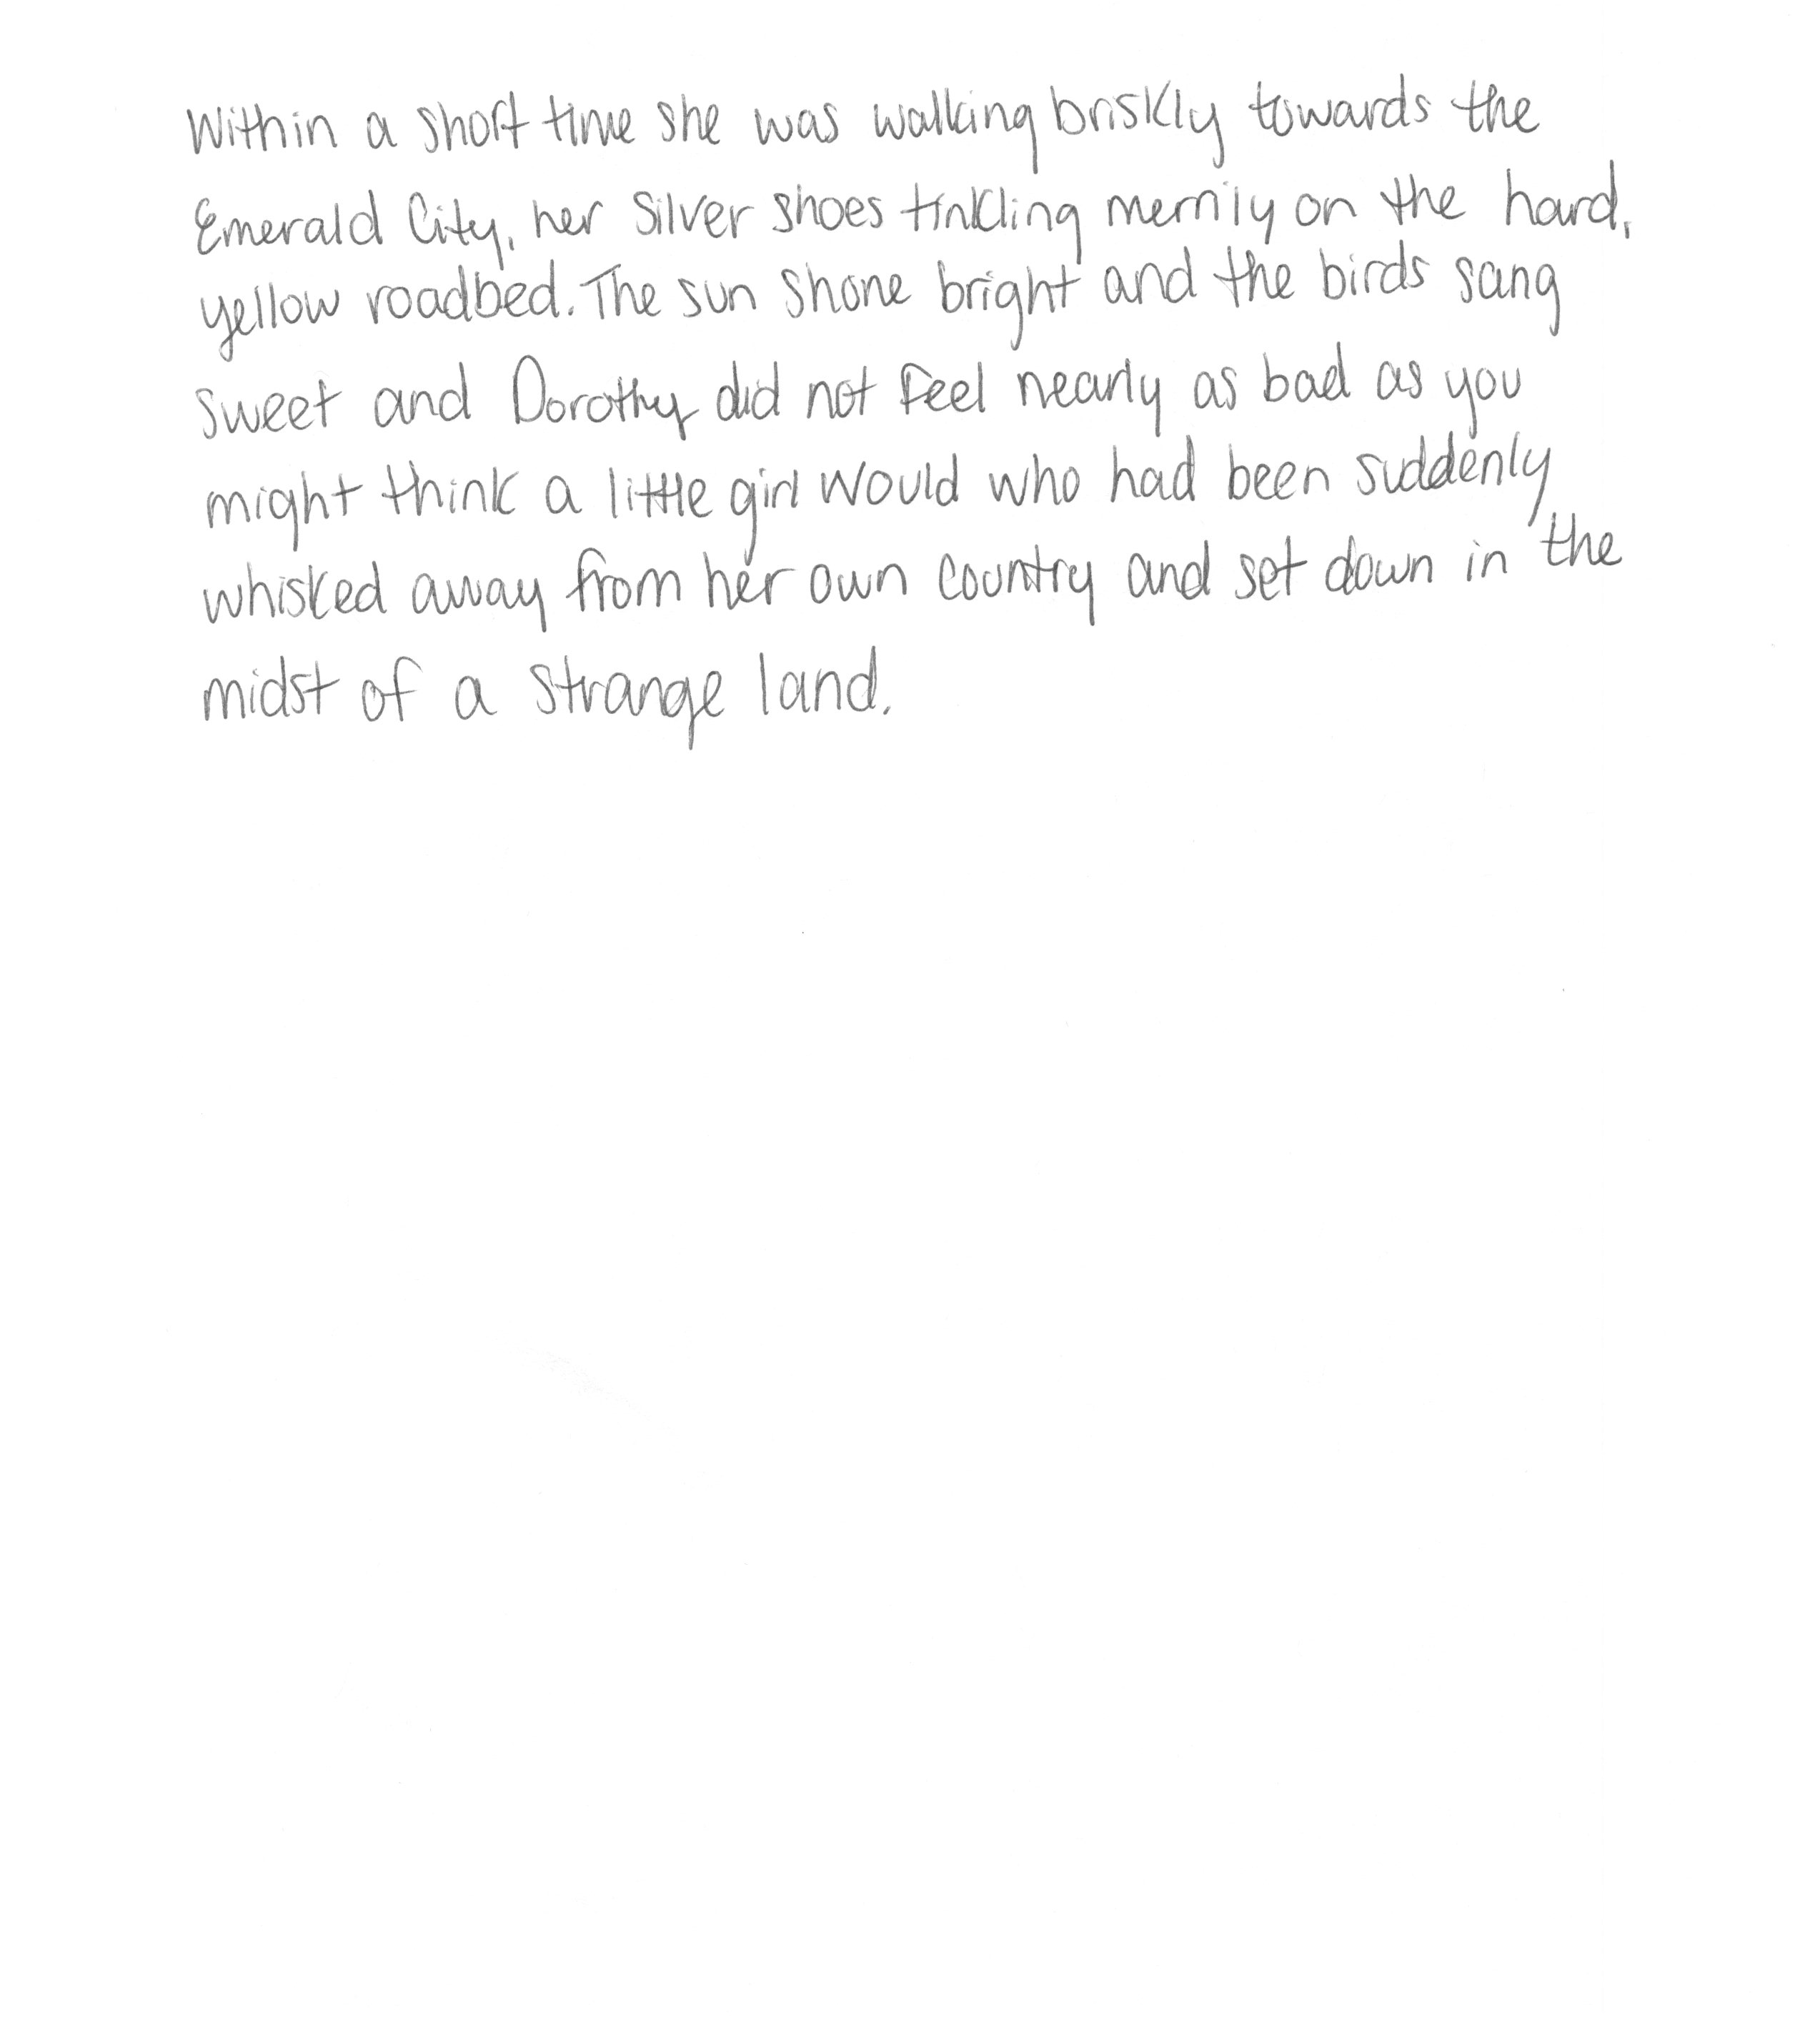 Within a short time she was walking briskly towards the
Emerald City, her Silver shoes tinkling merrily on the hard,
yellow roadbed. The sun shone bright and the birds sang
sweet and Dorothy did not feel nearly as bad as you
might think a little girl would who had been suddenly
whisked away from her own country and set down in the
midst of a strange land.